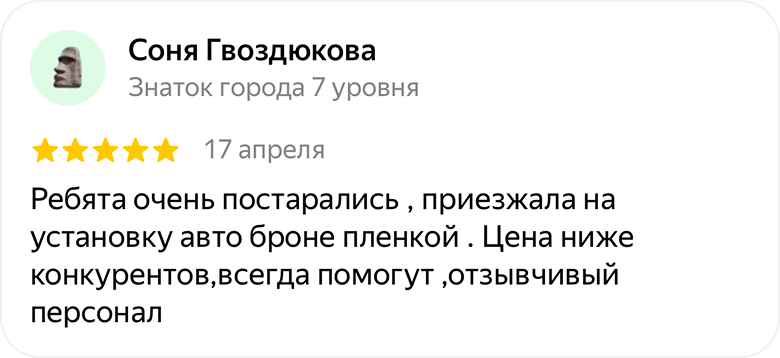 Соня Гвоздюкова
Знаток города 7 уровня
17 апреля
Ребята очень постарались , приезжала на
установку авто броне пленкой . Цена ниже
конкурентов,всегда помогут ,отзывчивый
персонал